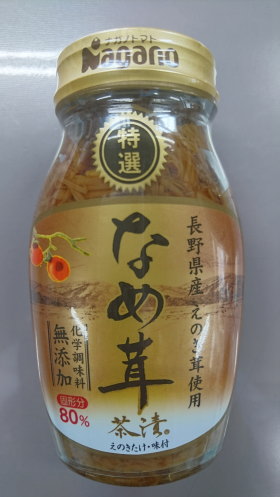 ナガノトマト
Nagano
特選
なめ茸
長野県産 えのき茸使用
化学調味料
無添加
固形分
80%
茶漬®
えのきたけ・味付